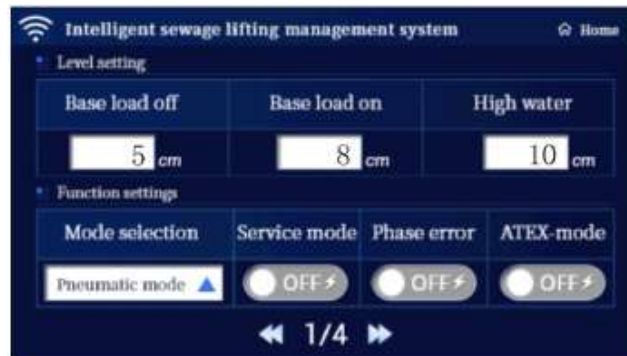 Intelligent sewage lifting management system Home
Level setting
Base load off Base load on High water
5 cm 8 cm 10 cm
Function settings
Mode selection Service mode Phase error ATEX-mode
Pneumatic mode OFF OFF OFF
1/4